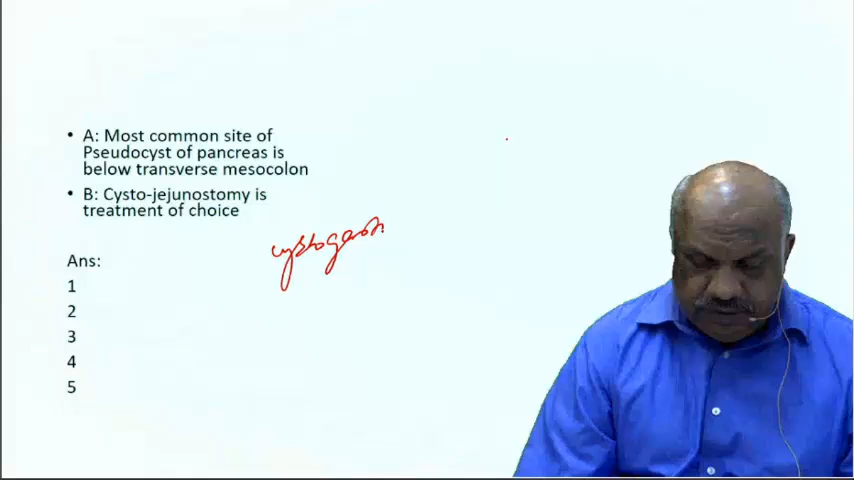 • A: Most common site of
Pseudocyst of pancreas is
below transverse mesocolon
• B: Cysto-jejunostomy is
treatment of choice
Ans:
1
2
3
4
5